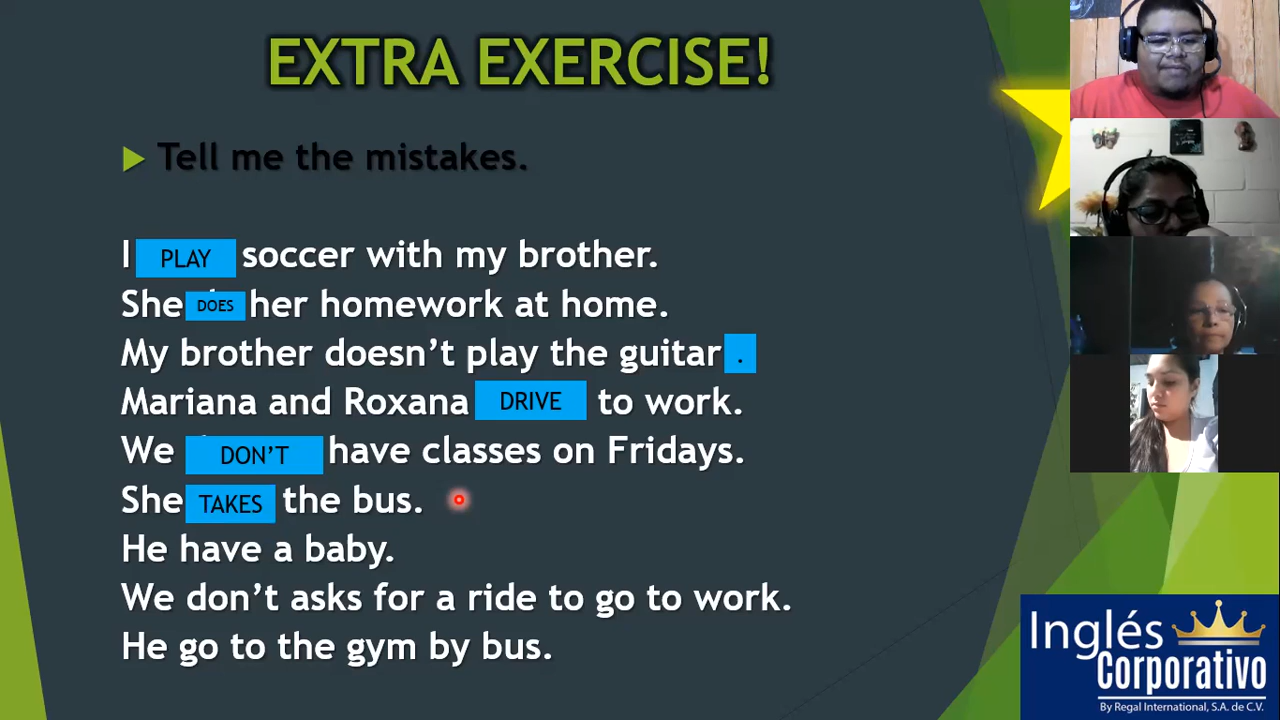 EXTRA EXERCISE!
Tell me the mistakes.
I PLAY soccer with my brother.
She DOES her homework at home.
My brother doesn't play the guitar .
Mariana and Roxana DRIVE to work.
We DON'T have classes on Fridays.
She TAKES the bus.
He have a baby.
We don't asks for a ride to go to work.
He go to the gym by bus.
Inglés
Corporativo
By Regal International, S.A. de C.V.